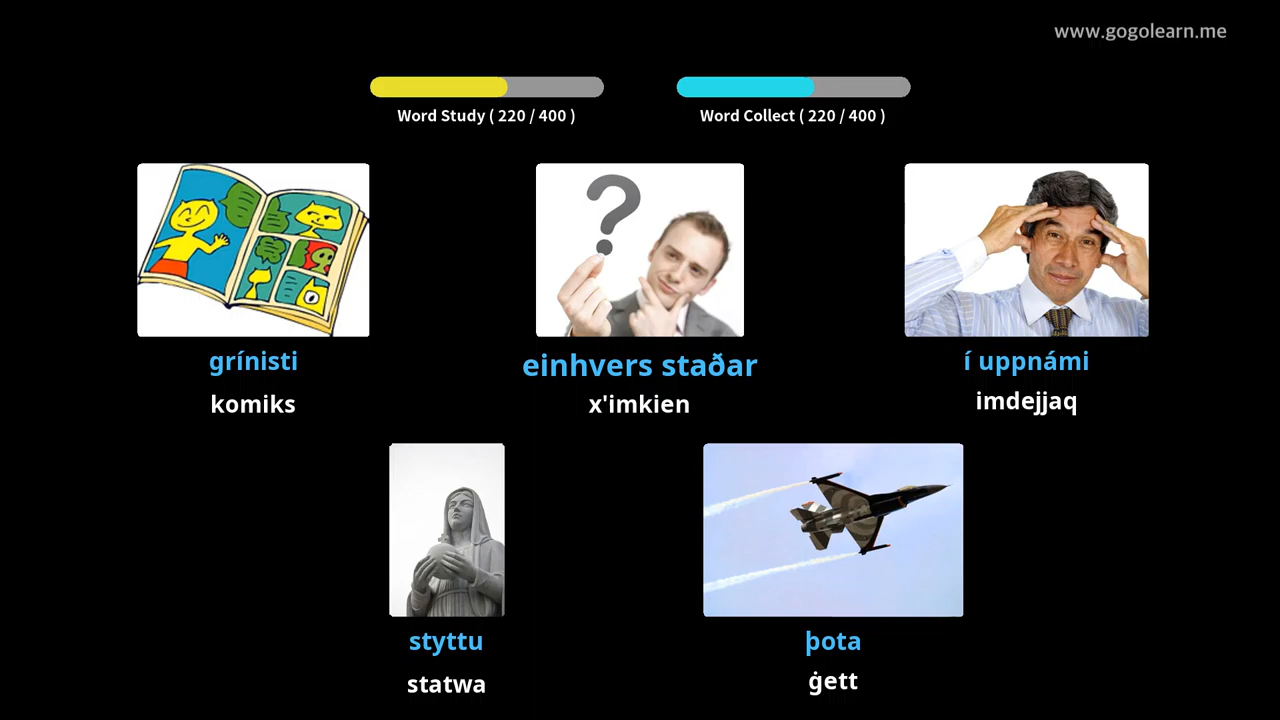 www.gogolearn.me
Word Study ( 220 / 400 )
Word Collect ( 220 / 400 )
grínisti
komiks
einhvers staðar
x'imkien
í uppnámi
imdejjaq
styttu
statwa
þota
ġett